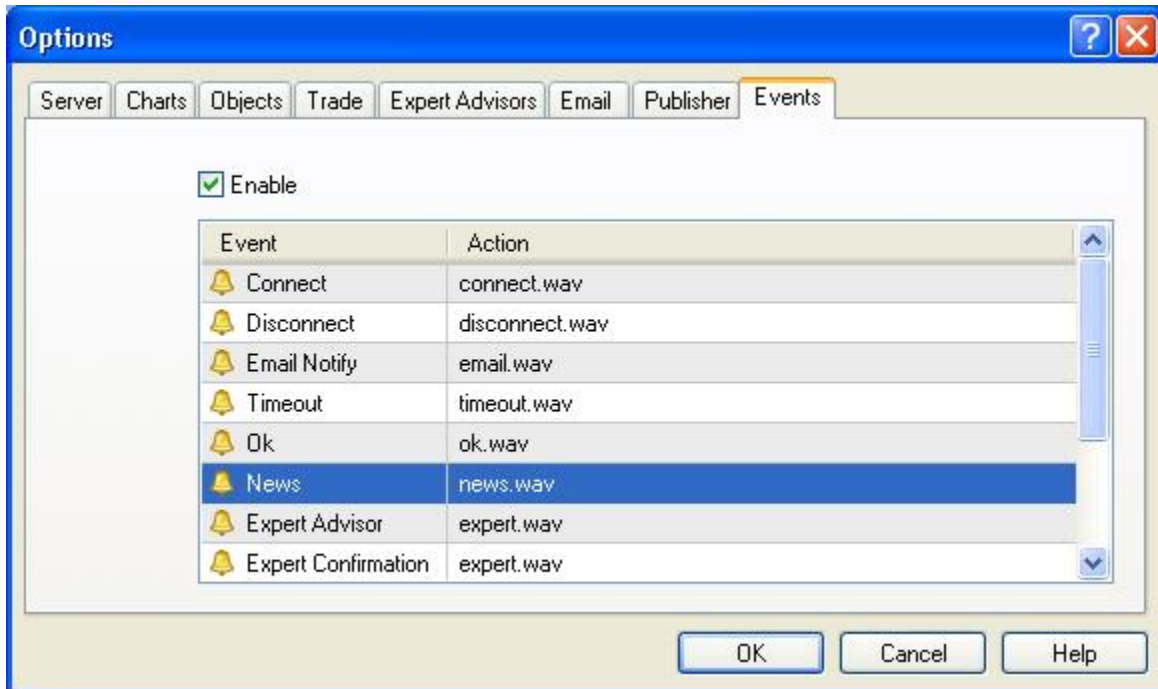 Options
Server Charts Objects Trade Expert Advisors Email Publisher Events
Enable
Event Action
Connect connect.wav
Disconnect disconnect.wav
Email Notify email.wav
Timeout timeout.wav
Ok ok.wav
News news.wav
Expert Advisor expert.wav
Expert Confirmation expert.wav
OK Cancel Help